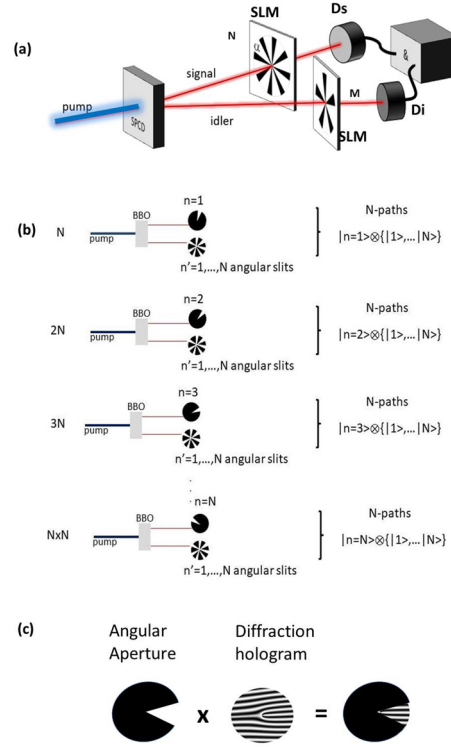 (a)
SLM
Ds
N
α
&
signal
pump
SPCD
M
idler
Di
SLM
(b)
n=1
N
BBO
pump
n'=1,...,N angular slits
N-paths
|n=1>⊗{|1>,...|N>}
n=2
2N
BBO
pump
n'=1,...,N angular slits
N-paths
|n=2>⊗{|1>,...|N>}
n=3
3N
BBO
pump
n'=1,...,N angular slits
N-paths
|n=3>⊗{|1>,...|N>}
n=N
NxN
BBO
pump
n'=1,...,N angular slits
N-paths
|n=N>⊗{|1>,...|N>}
(c)
Angular Aperture
Diffraction hologram
x
=